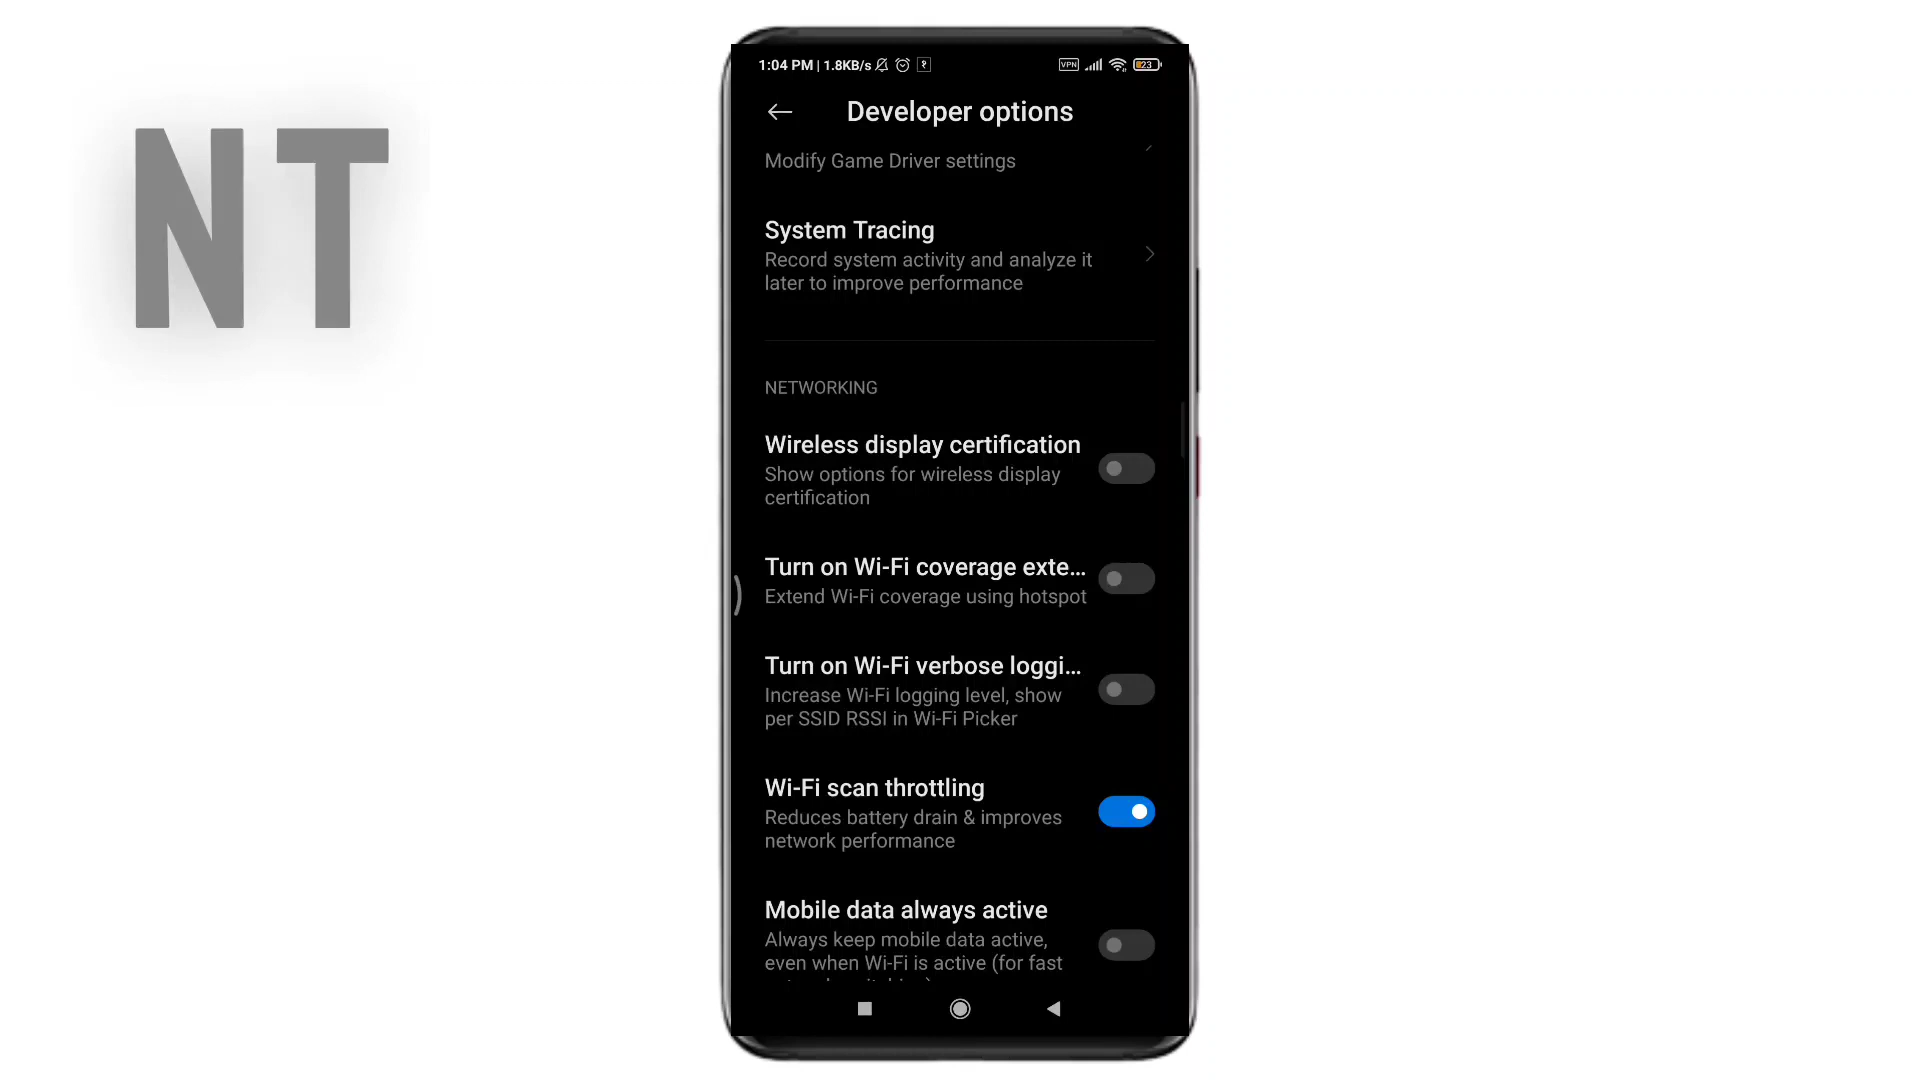 NT
1:04 PM | 1.8KB/s
VPN
23
Developer options
Modify Game Driver settings
System Tracing
Record system activity and analyze it
later to improve performance
NETWORKING
Wireless display certification
Show options for wireless display
certification
Turn on Wi-Fi coverage exte...
Extend Wi-Fi coverage using hotspot
Turn on Wi-Fi verbose loggi...
Increase Wi-Fi logging level, show
per SSID RSSI in Wi-Fi Picker
Wi-Fi scan throttling
Reduces battery drain & improves
network performance
Mobile data always active
Always keep mobile data active,
even when Wi-Fi is active (for fast